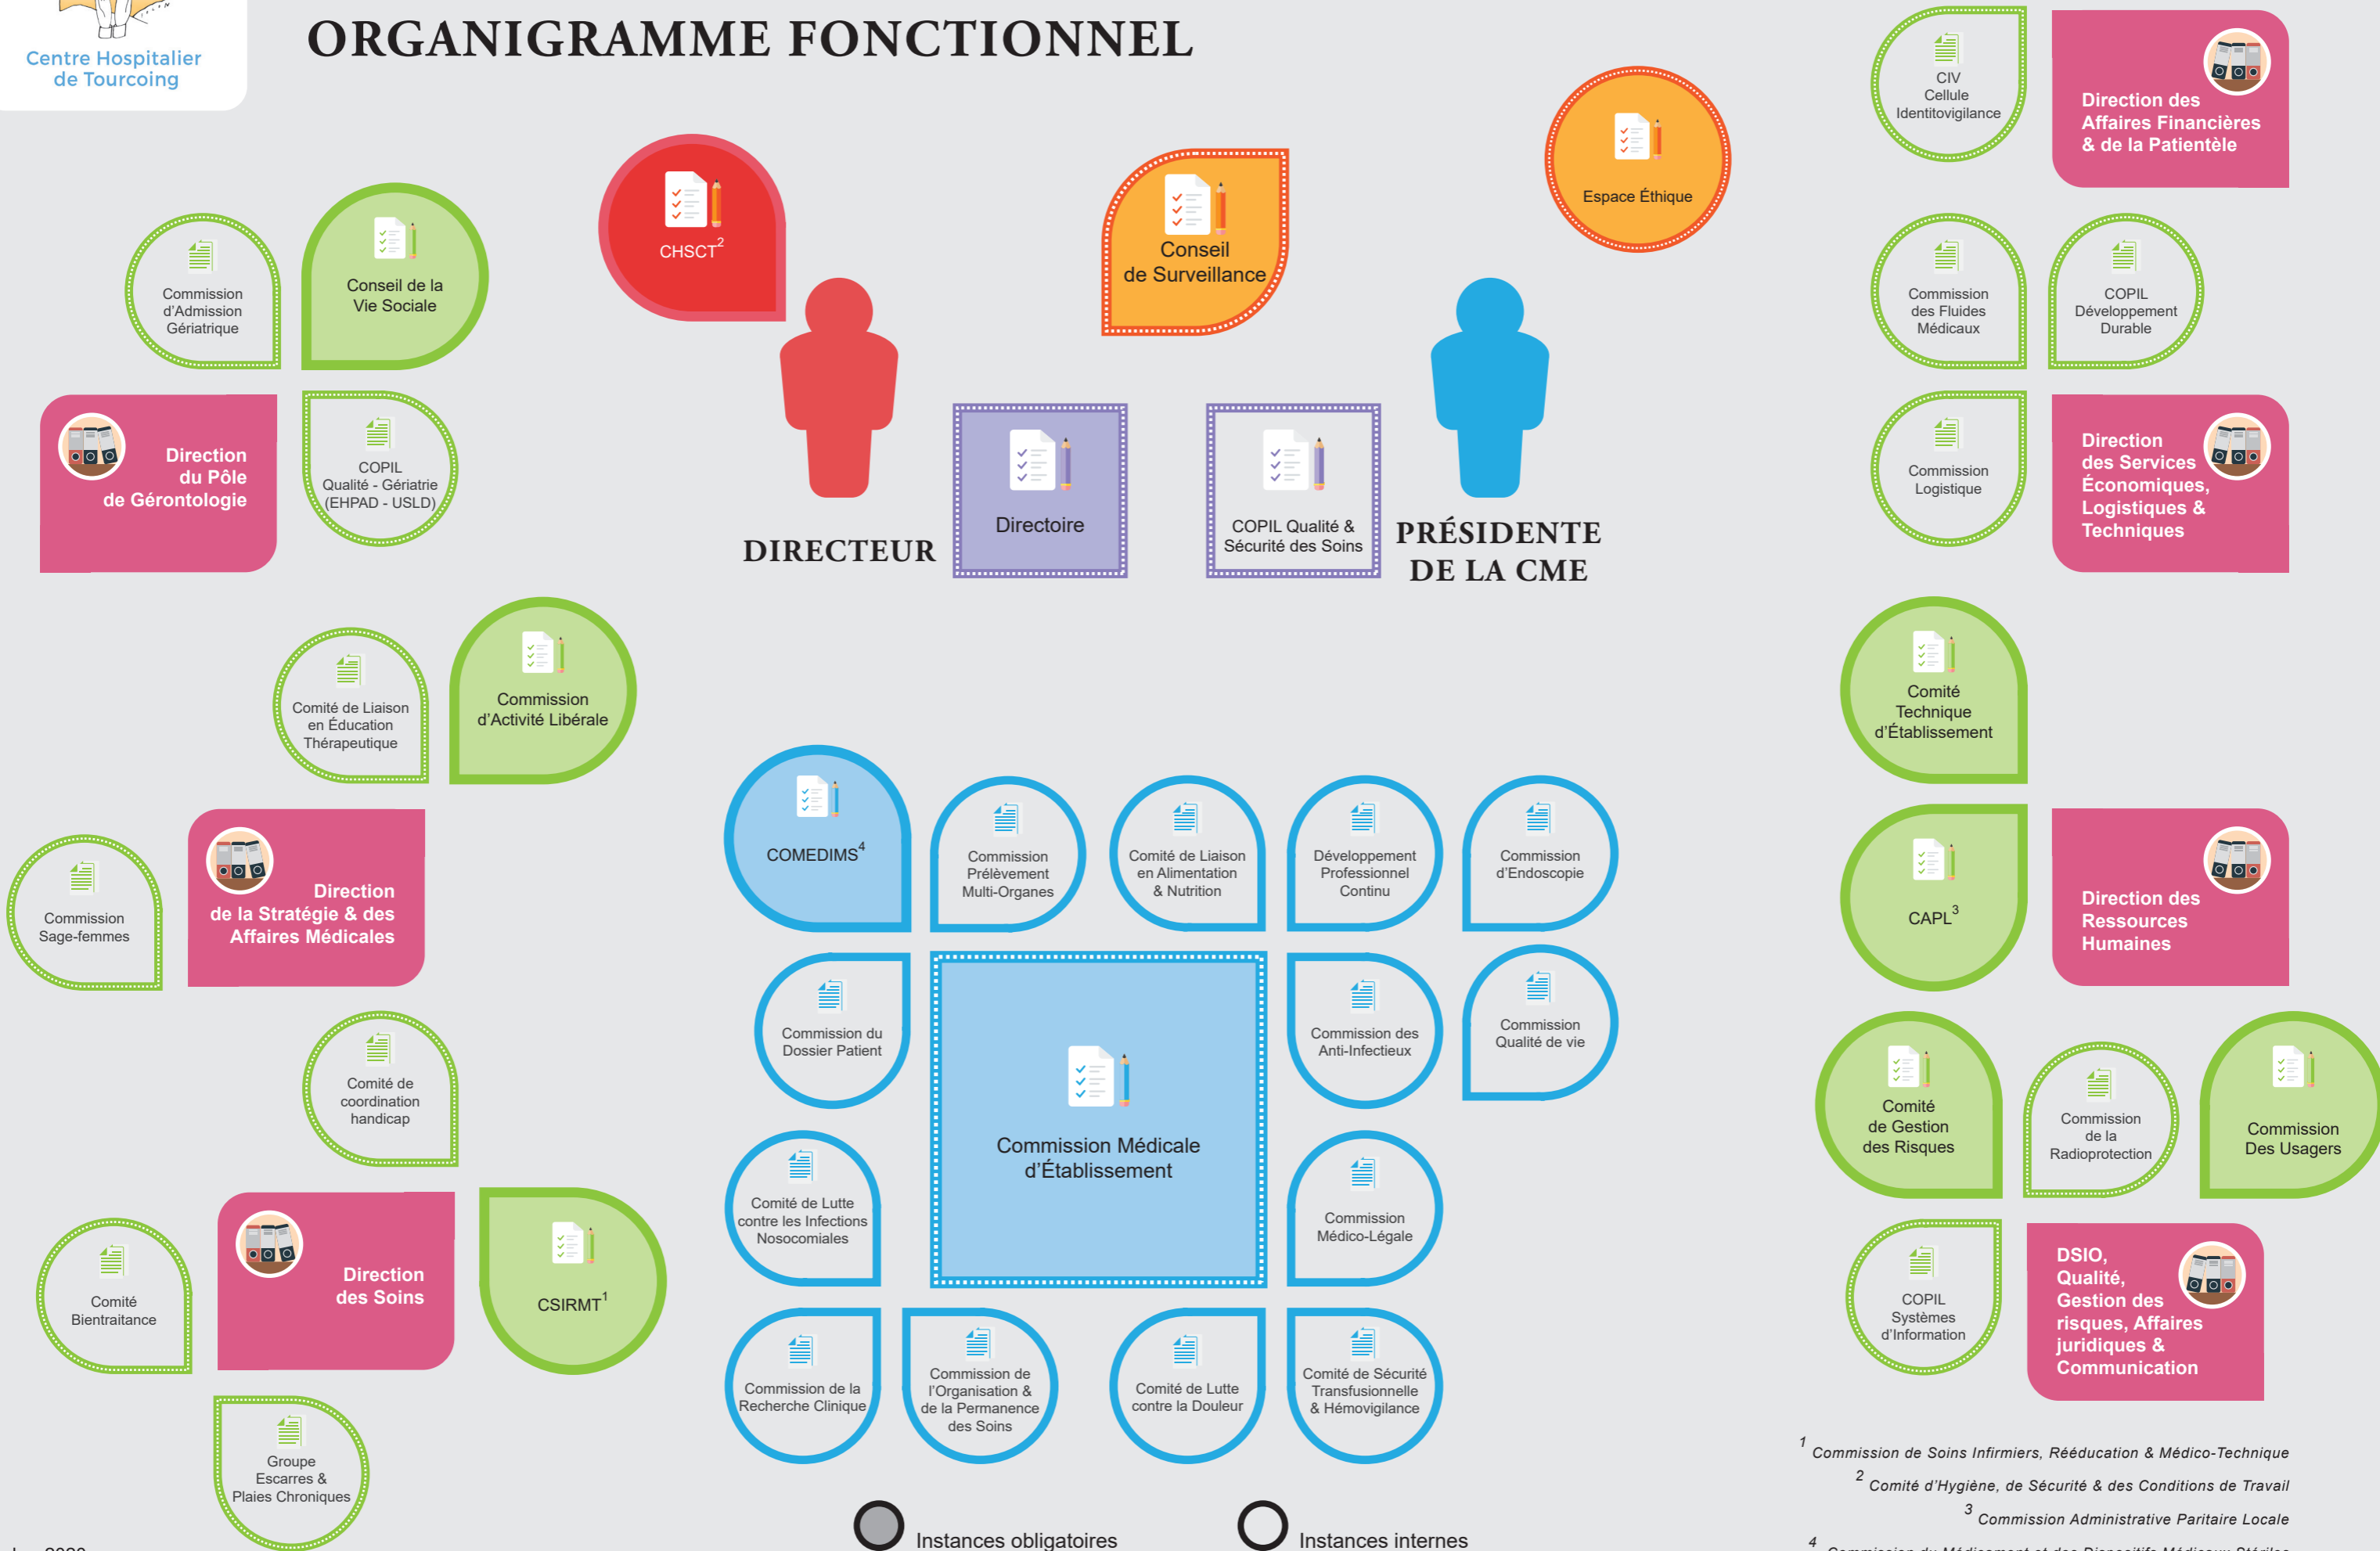 Centre Hospitalier
de Tourcoing
ORGANIGRAMME FONCTIONNEL
CIV
Cellule
Identitovigilance
Direction des
Affaires Financières
& de la Patientèle
Espace Éthique
CHSCT2
Conseil
de Surveillance
Commission
d'Admission
Gériatrique
Conseil de la
Vie Sociale
Commission
des Fluides
Médicaux
COPIL
Développement
Durable
Direction
du Pôle
de Gérontologie
COPIL
Qualité - Gériatrie
(EHPAD - USLD)
DIRECTEUR
Directoire
COPIL Qualité &
Sécurité des Soins
PRÉSIDENTE
DE LA CME
Commission
Logistique
Direction
des Services
Économiques,
Logistiques &
Techniques
Comité de Liaison
en Éducation
Thérapeutique
Commission
d'Activité Libérale
Comité
Technique
d'Établissement
COMEDIMS4
Commission
Prélèvement
Multi-Organes
Comité de Liaison
en Alimentation
& Nutrition
Développement
Professionnel
Continu
Commission
d'Endoscopie
CAPL3
Direction des
Ressources
Humaines
Commission
Sage-femmes
Direction
de la Stratégie & des
Affaires Médicales
Commission du
Dossier Patient
Commission Médicale
d'Établissement
Commission des
Anti-Infectieux
Commission
Qualité de vie
Comité de
coordination
handicap
Comité
de Gestion
des Risques
Commission
de la
Radioprotection
Commission
Des Usagers
Comité de Lutte
contre les Infections
Nosocomiales
Commission
Médico-Légale
Comité
Bientraitance
Direction
des Soins
CSIRMT1
COPIL
Systèmes
d'Information
DSIO,
Qualité,
Gestion des
risques, Affaires
juridiques &
Communication
Commission de la
Recherche Clinique
Commission de
l'Organisation &
de la Permanence
des Soins
Comité de Lutte
contre la Douleur
Comité de Sécurité
Transfusionnelle
& Hémovigilance
Groupe
Escarres &
Plaies Chroniques
Instances obligatoires
Instances internes
1 Commission de Soins Infirmiers, Rééducation & Médico-Technique
2 Comité d'Hygiène, de Sécurité & des Conditions de Travail
3 Commission Administrative Paritaire Locale
4 Commission du Médicament et des Dispositifs Médicaux Stériles